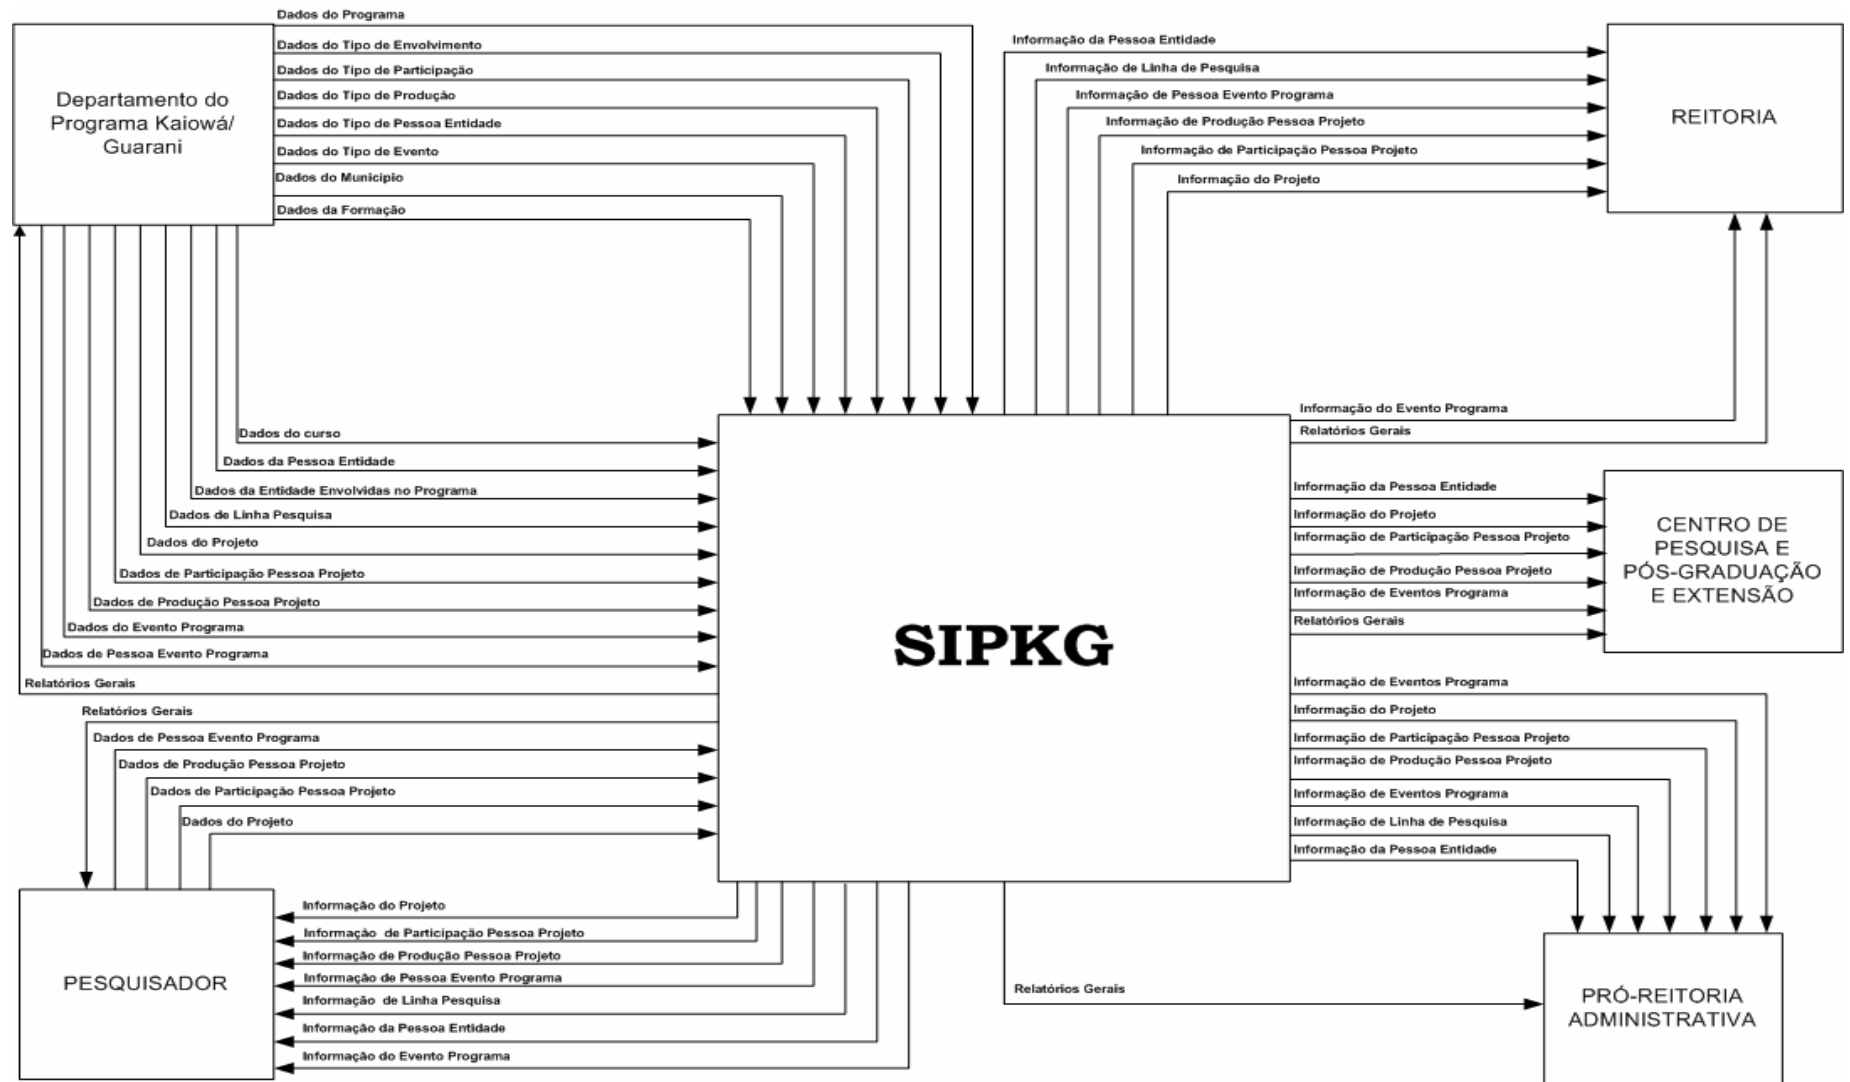 Dados do Programa
Dados do Tipo de Envolvimento
Dados do Tipo de Participação
Dados do Tipo de Produção
Dados do Tipo de Pessoa Entidade
Dados do Tipo de Evento
Dados do Municipio
Dados da Formação
Departamento do
Programa Kaiowá/
Guarani
Informação da Pessoa Entidade
Informação de Linha de Pesquisa
Informação de Pessoa Evento Programa
Informação de Produção Pessoa Projeto
Informação de Participação Pessoa Projeto
Informação do Projeto
REITORIA
Informação do Evento Programa
Relatórios Gerais
Dados do curso
Dados da Pessoa Entidade
Dados da Entidade Envolvidas no Programa
Dados de Linha Pesquisa
Dados do Projeto
Dados de Participação Pessoa Projeto
Dados de Produção Pessoa Projeto
Dados do Evento Programa
Dados de Pessoa Evento Programa
Relatórios Gerais
SIPKG
Informação da Pessoa Entidade
Informação do Projeto
Informação de Participação Pessoa Projeto
Informação de Produção Pessoa Projeto
Informação de Eventos Programa
Relatórios Gerais
CENTRO DE
PESQUISA E
PÓS-GRADUAÇÃO
E EXTENSÃO
Relatórios Gerais
Dados de Pessoa Evento Programa
Dados de Produção Pessoa Projeto
Dados de Participação Pessoa Projeto
Dados do Projeto
Informação de Eventos Programa
Informação do Projeto
Informação de Participação Pessoa Projeto
Informação de Produção Pessoa Projeto
Informação de Eventos Programa
Informação de Linha de Pesquisa
Informação da Pessoa Entidade
PESQUISADOR
Informação do Projeto
Informação de Participação Pessoa Projeto
Informação de Produção Pessoa Projeto
Informação de Pessoa Evento Programa
Informação de Linha Pesquisa
Informação da Pessoa Entidade
Informação do Evento Programa
Relatórios Gerais
PRÓ-REITORIA
ADMINISTRATIVA